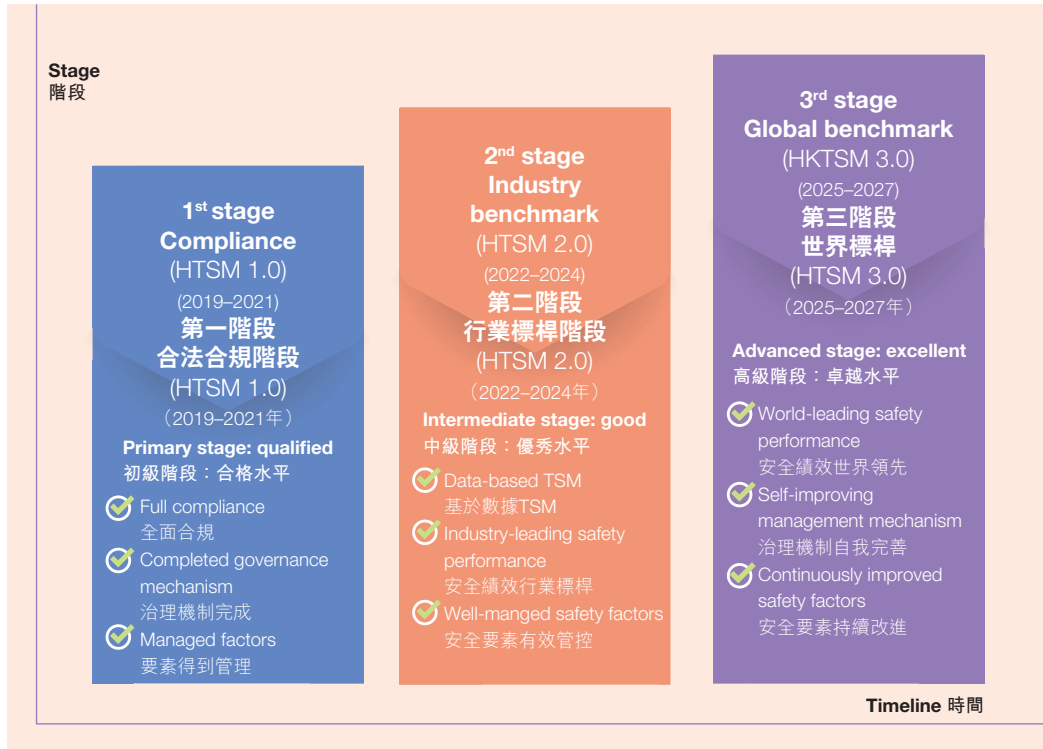 Stage
階段
1st stage
Compliance
(HTSM 1.0)
(2019–2021)
第一階段
合法合規階段
(HTSM 1.0)
（2019–2021年）
Primary stage: qualified
初級階段：合格水平
Full compliance
全面合規
Completed governance
mechanism
治理機制完成
Managed factors
要素得到管理
2nd stage
Industry
benchmark
(HTSM 2.0)
(2022–2024)
第二階段
行業標桿階段
(HTSM 2.0)
（2022–2024年）
Intermediate stage: good
中級階段：優秀水平
Data-based TSM
基於數據TSM
Industry-leading safety
performance
安全績效行業標桿
Well-manged safety factors
安全要素有效管控
3rd stage
Global benchmark
(HKTSM 3.0)
(2025–2027)
第三階段
世界標桿
(HTSM 3.0)
（2025–2027年）
Advanced stage: excellent
高級階段：卓越水平
World-leading safety
performance
安全績效世界領先
Self-improving
management mechanism
治理機制自我完善
Continuously improved
safety factors
安全要素持續改進
Timeline 時間